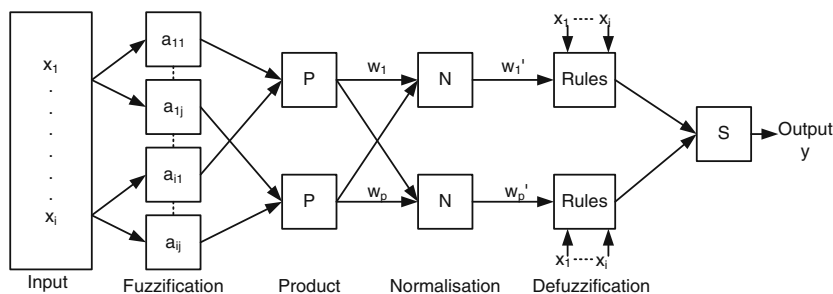 x1 xi
x1
.
.
.
.
.
.
xi
a11
a1j
a i1
aij
P
P
w1
wp
N
N
w1'
wp'
Rules
Rules
x1 xi
S
Output
y
Input
Fuzzification
Product
Normalisation
Defuzzification